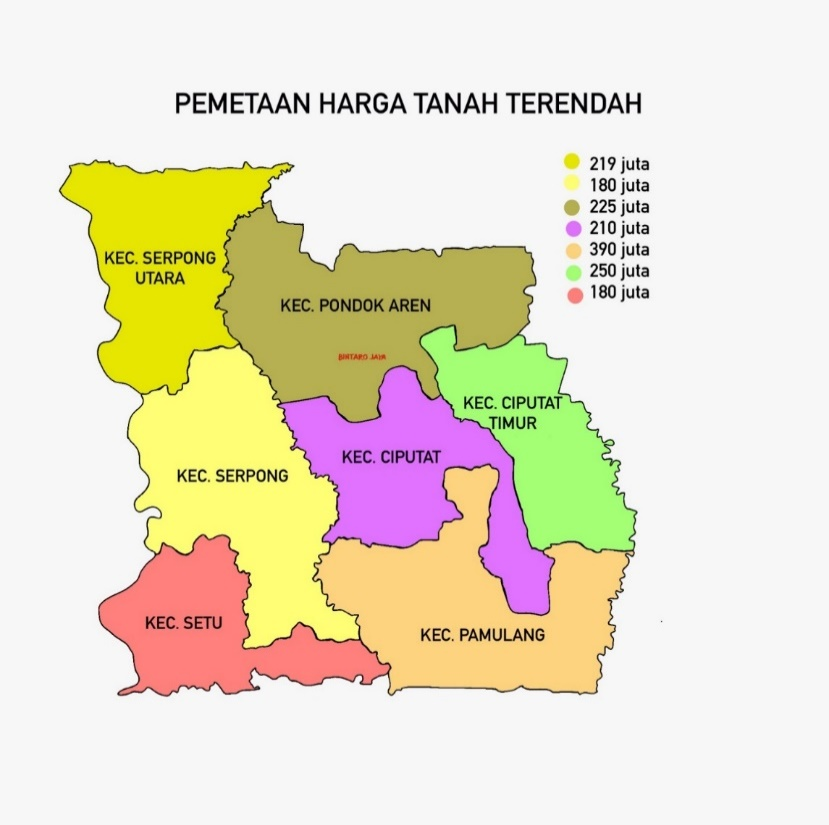 PEMETAAN HARGA TANAH TERENDAH
219 juta
180 juta
225 juta
210 juta
390 juta
250 juta
180 juta
KEC. SERPONG
UTARA
KEC. PONDOK AREN
BINTARO JAYA
KEC. CIPUTAT
TIMUR
KEC. CIPUTAT
KEC. SERPONG
KEC. SETU
KEC. PAMULANG